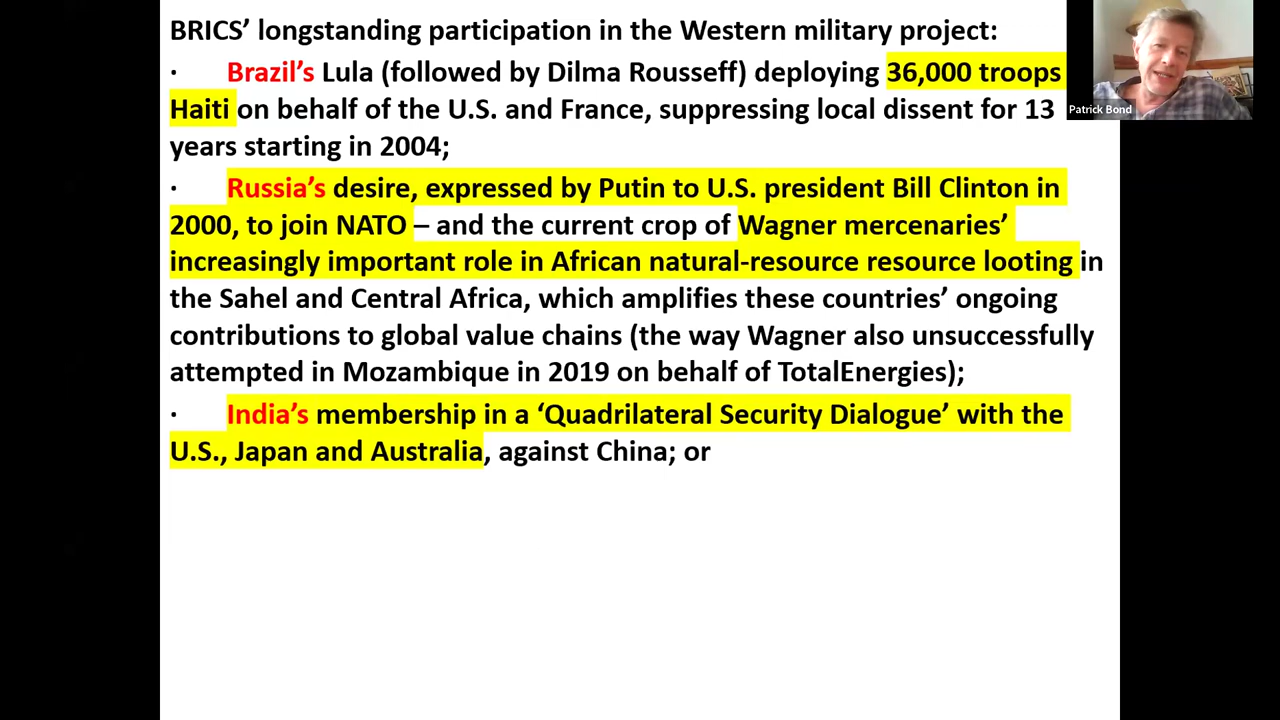 BRICS’ longstanding participation in the Western military project:
· Brazil’s Lula (followed by Dilma Rousseff) deploying 36,000 troops
Haiti on behalf of the U.S. and France, suppressing local dissent for 13
years starting in 2004;
· Russia’s desire, expressed by Putin to U.S. president Bill Clinton in
2000, to join NATO – and the current crop of Wagner mercenaries’
increasingly important role in African natural-resource resource looting in
the Sahel and Central Africa, which amplifies these countries’ ongoing
contributions to global value chains (the way Wagner also unsuccessfully
attempted in Mozambique in 2019 on behalf of TotalEnergies);
· India’s membership in a ‘Quadrilateral Security Dialogue’ with the
U.S., Japan and Australia, against China; or
Patrick Bond